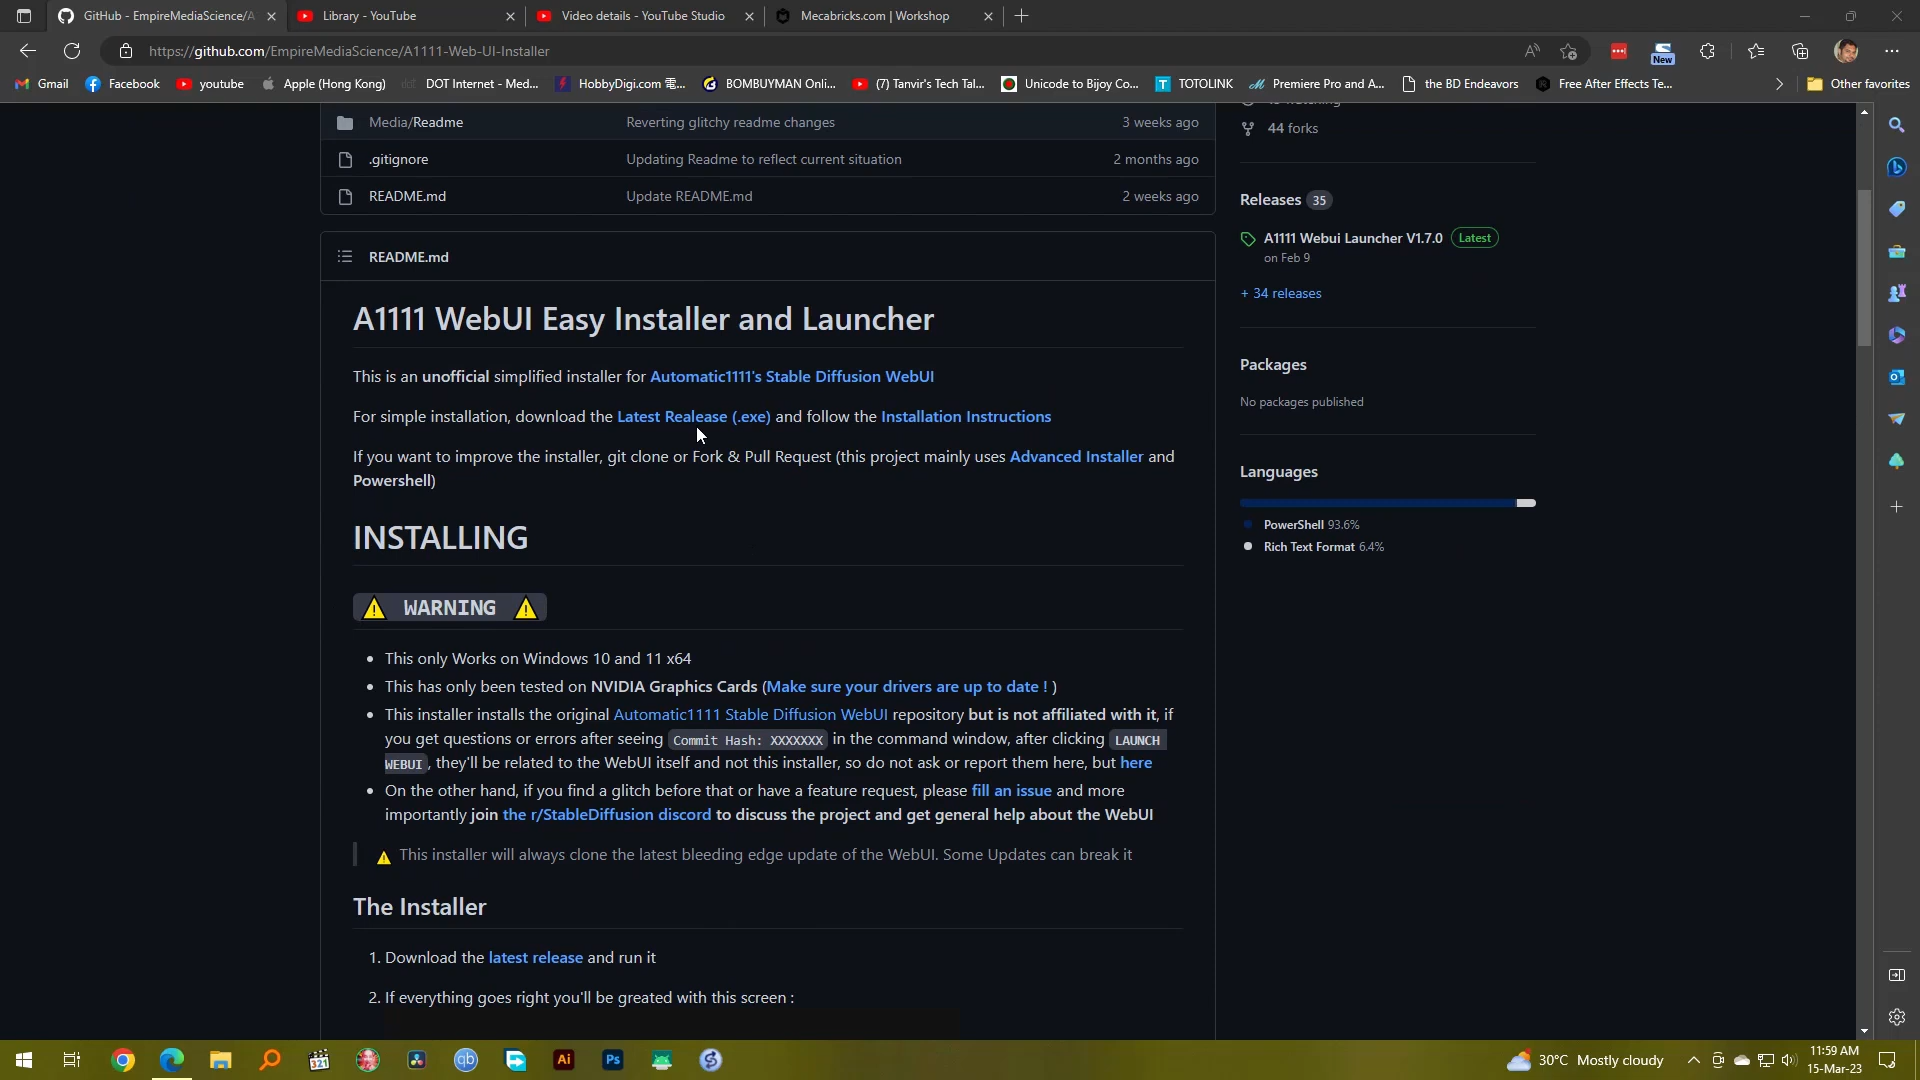 GitHub - EmpireMediaScience/A
Library - YouTube
Video details - YouTube Studio
Mecabricks.com | Workshop
https://github.com/EmpireMediaScience/A1111-Web-UI-Installer
New
Gmail
Facebook
youtube
Apple (Hong Kong)
DOT Internet - Med...
HobbyDigi.com 電...
BOMBUYMAN Onli...
(7) Tanvir's Tech Tal...
Unicode to Bijoy Co...
TOTOLINK
Premiere Pro and A...
the BD Endeavors
Free After Effects Te...
Other favorites
Media/Readme
Reverting glitchy readme changes
3 weeks ago
44 forks
.gitignore
Updating Readme to reflect current situation
2 months ago
README.md
Update README.md
2 weeks ago
Releases 35
A1111 Webui Launcher V1.7.0 Latest
on Feb 9
+ 34 releases
README.md
A1111 WebUI Easy Installer and Launcher
This is an unofficial simplified installer for Automatic1111's Stable Diffusion WebUI
For simple installation, download the Latest Realease (.exe) and follow the Installation Instructions
If you want to improve the installer, git clone or Fork & Pull Request (this project mainly uses Advanced Installer and
Powershell)
Packages
No packages published
Languages
PowerShell 93.6%
Rich Text Format 6.4%
INSTALLING
WARNING
This only Works on Windows 10 and 11 x64
This has only been tested on NVIDIA Graphics Cards (Make sure your drivers are up to date ! )
This installer installs the original Automatic1111 Stable Diffusion WebUI repository but is not affiliated with it, if
you get questions or errors after seeing Commit Hash: XXXXXXX in the command window, after clicking LAUNCH
WEBUI, they'll be related to the WebUI itself and not this installer, so do not ask or report them here, but here
On the other hand, if you find a glitch before that or have a feature request, please fill an issue and more
importantly join the r/StableDiffusion discord to discuss the project and get general help about the WebUI
This installer will always clone the latest bleeding edge update of the WebUI. Some Updates can break it
The Installer
1. Download the latest release and run it
2. If everything goes right you'll be greated with this screen :
321
qb
Ai
Ps
30°C Mostly cloudy
11:59 AM
15-Mar-23